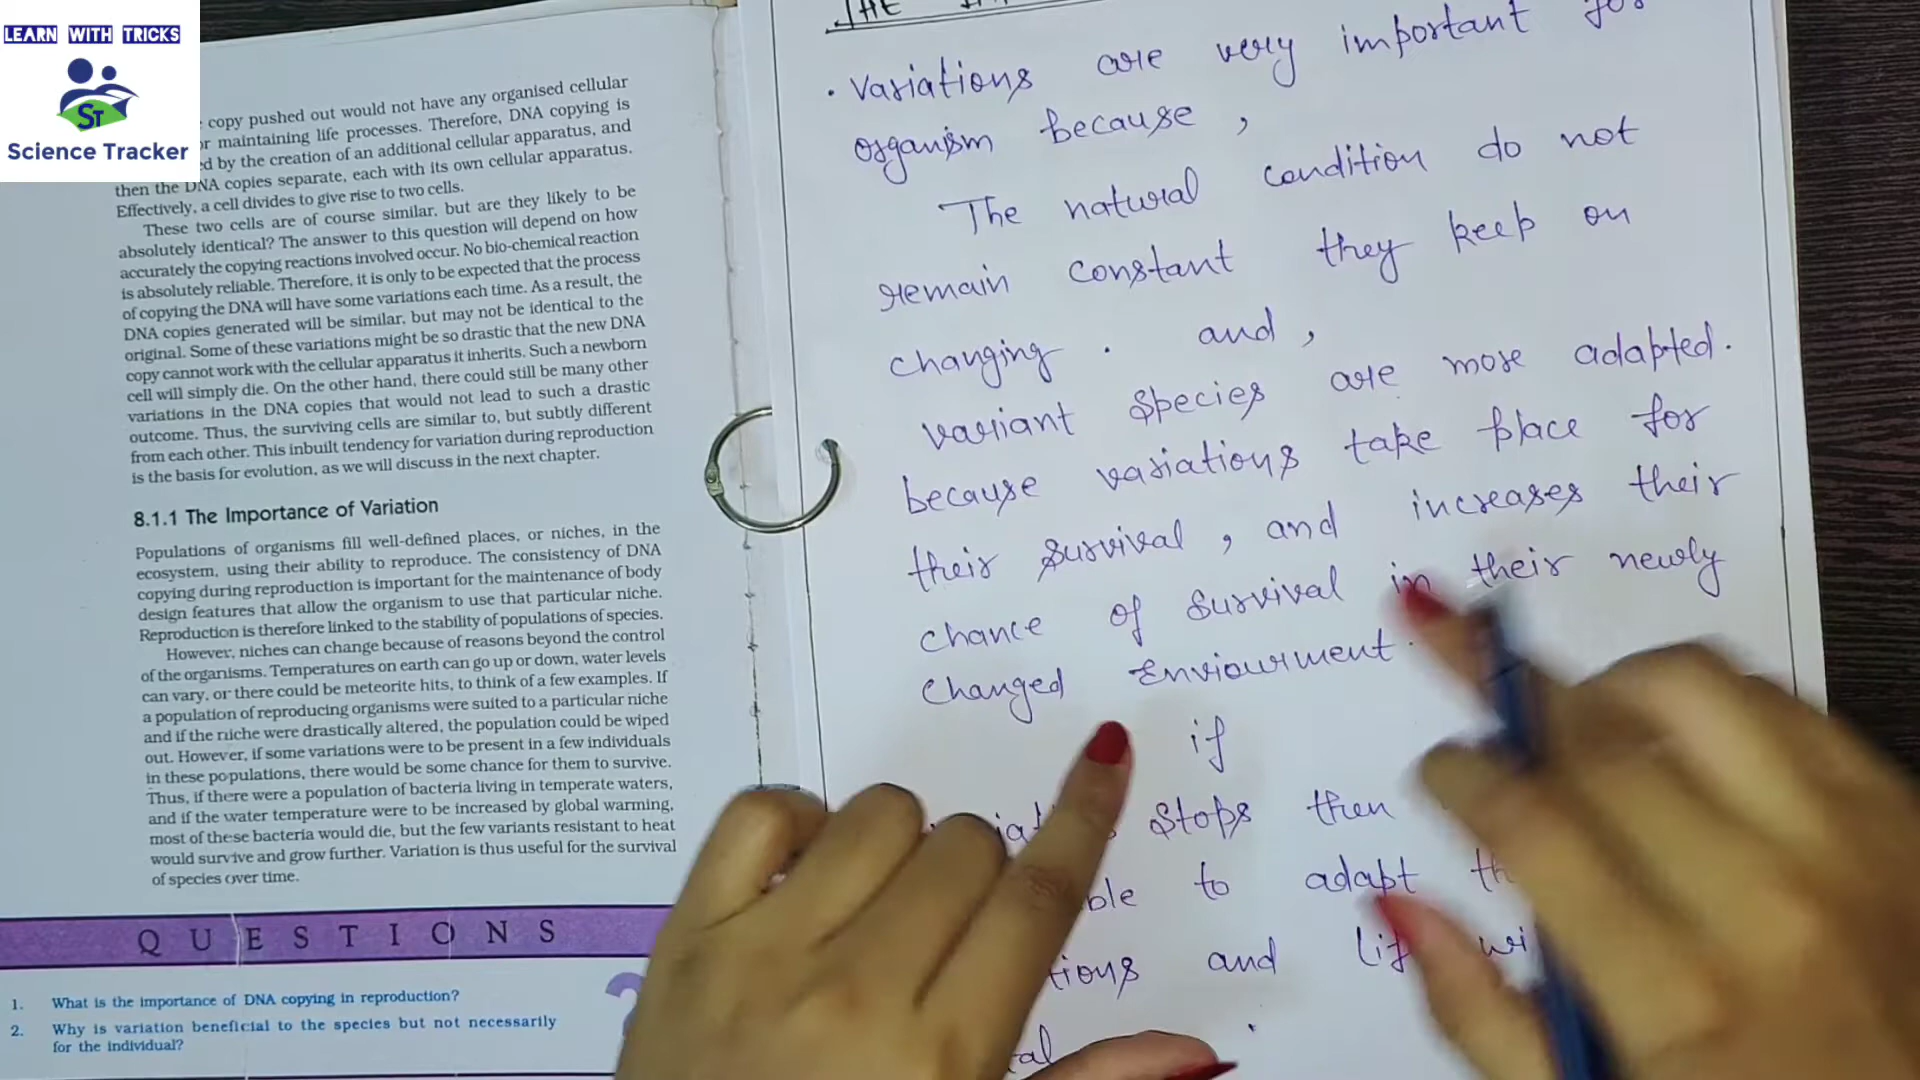 LEARN WITH TRICKS
ST
Science Tracker
copy pushed out would not have any organised cellular
maintaining life processes. Therefore, DNA copying is
by the creation of an additional cellular apparatus, and
then the DNA copies separate, each with its own cellular apparatus.
Effectively, a cell divides to give rise to two cells.
These two cells are of course similar, but are they likely to be
absolutely identical? The answer to this question will depend on how
accurately the copying reactions involved occur. No bio-chemical reaction
is absolutely reliable. Therefore, it is only to be expected that the process
of copying the DNA will have some variations each time. As a result, the
DNA copies generated will be similar, but may not be identical to the
original. Some of these variations might be so drastic that the new DNA
copy cannot work with the cellular apparatus it inherits. Such a newborn
cell will simply die. On the other hand, there could still be many other
variations in the DNA copies that would not lead to such a drastic
outcome. Thus, the surviving cells are similar to, but subtly different
from each other. This inbuilt tendency for variation during reproduction
is the basis for evolution, as we will discuss in the next chapter.
8.1.1 The Importance of Variation
Populations of organisms fill well-defined places, or niches, in the
ecosystem, using their ability to reproduce. The consistency of DNA
copying during reproduction is important for the maintenance of body
design features that allow the organism to use that particular niche.
Reproduction is therefore linked to the stability of populations of species.
However, niches can change because of reasons beyond the control
of the organisms. Temperatures on earth can go up or down, water levels
can vary, or there could be meteorite hits, to think of a few examples. If
a population of reproducing organisms were suited to a particular niche
and if the niche were drastically altered, the population could be wiped
out. However, if some variations were to be present in a few individuals
in these populations, there would be some chance for them to survive.
Thus, if there were a population of bacteria living in temperate waters,
and if the water temperature were to be increased by global warming,
most of these bacteria would die, but the few variants resistant to heat
would survive and grow further. Variation is thus useful for the survival
of species over time.
QUESTIONS
1. What is the importance of DNA copying in reproduction?
2. Why is variation beneficial to the species but not necessarily
for the individual?
THE
· Variations are very important for
organism because ,
The natural condition do not
remain constant they keep on
changing . and ,
variant species are more adapted.
because variations take place for
their survival , and increases their
chance of survival in their newly
changed Enviourment.
if
stops then
to adapt
and